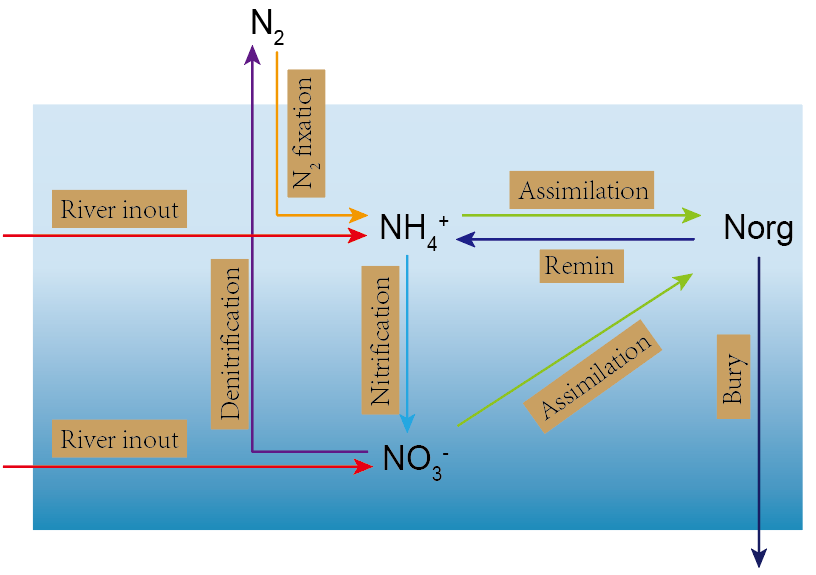 N₂
N₂ fixation
River inout
NH₄⁺
Assimilation
Norg
Remin
Denitrification
Nitrification
Assimilation
Bury
River inout
NO₃⁻